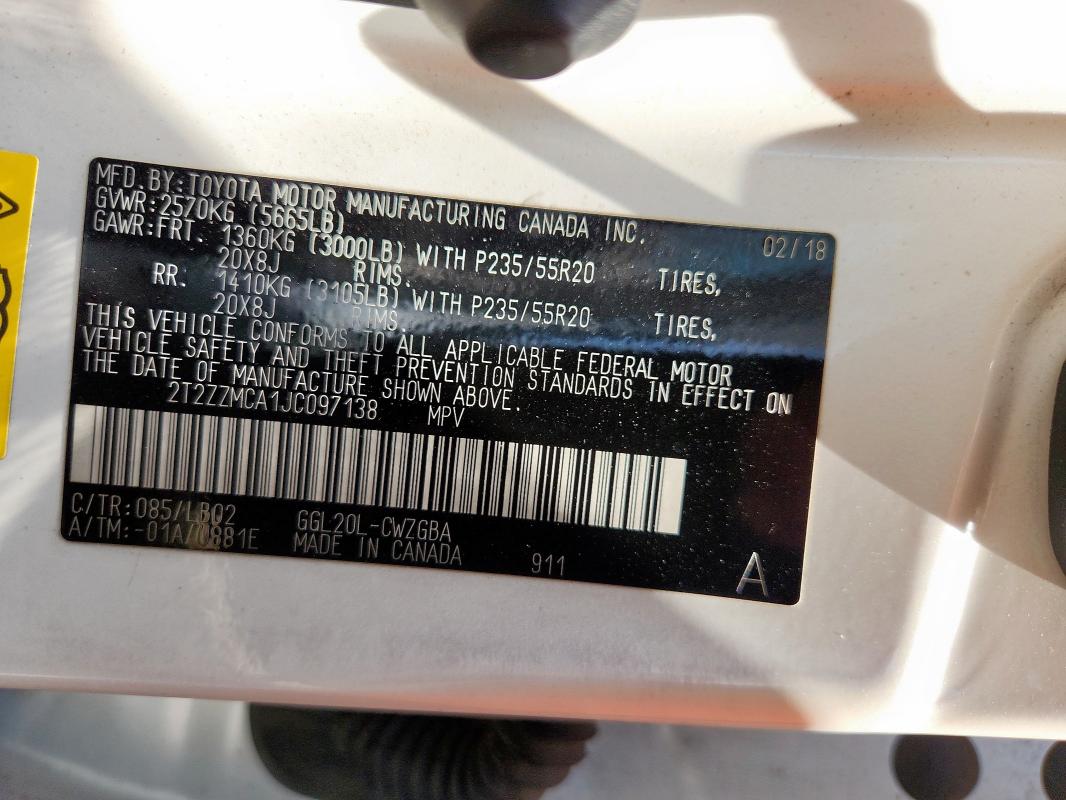 MFD. BY: TOYOTA MOTOR MANUFACTURING CANADA INC. 02/18
GVWR: 2570KG (5665LB)
GAWR: FRT. 1360KG (3000LB) WITH P235/55R20 TIRES,
20X8J RIMS.
RR. 1410KG (3105LB) WITH P235/55R20 TIRES,
20X8J RIMS.
THIS VEHICLE CONFORMS TO ALL APPLICABLE FEDERAL MOTOR
VEHICLE SAFETY AND THEFT PREVENTION STANDARDS IN EFFECT ON
THE DATE OF MANUFACTURE SHOWN ABOVE.
2T2ZZMCA1JC097138 MPV
C/TR: 085/LB02 GGL20L-CWZGBA
A/TM: -01A/0881E MADE IN CANADA 911 A